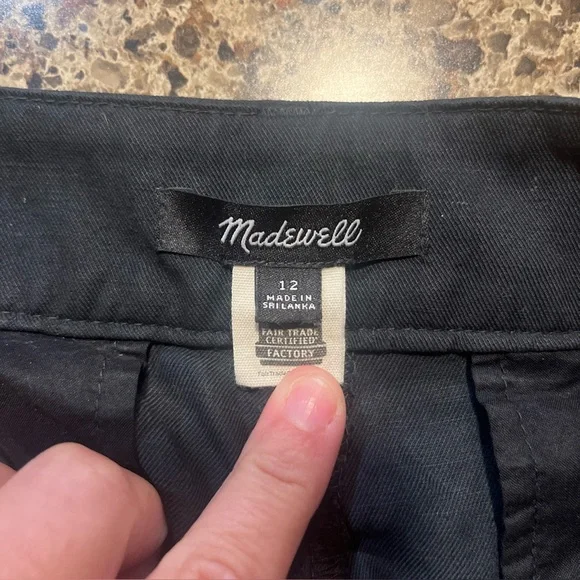 Madewell
12
MADE IN
SRI LANKA
FAIR TRADE
CERTIFIED
FACTORY